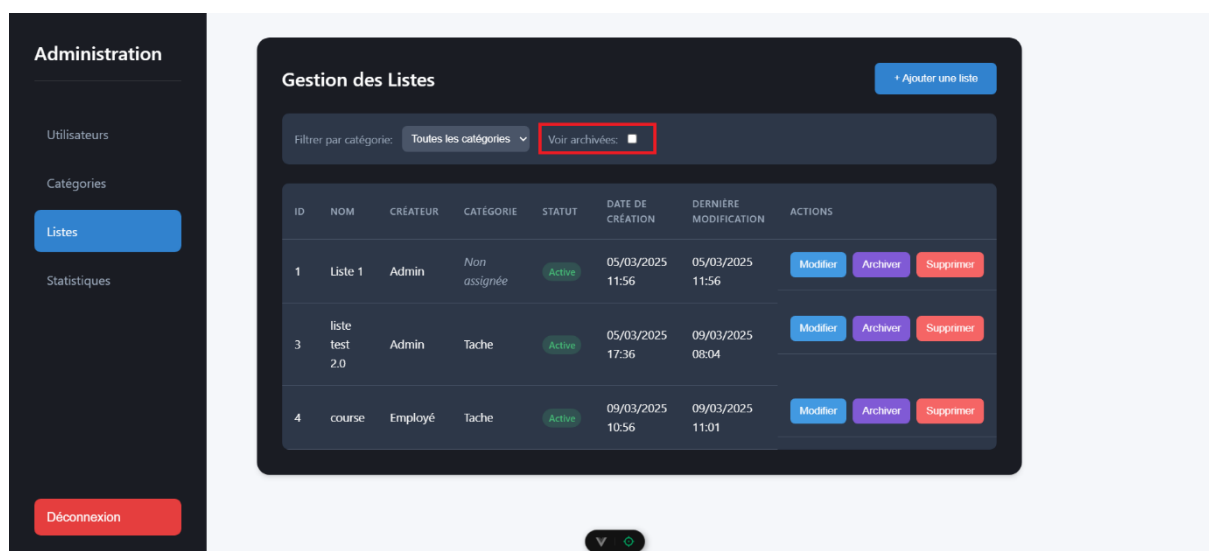 Administration
Utilisateurs
Catégories
Listes
Statistiques
Déconnexion
Gestion des Listes
+ Ajouter une liste
Filtrer par catégorie: Toutes les catégories Voir archivées:
ID NOM CRÉATEUR CATÉGORIE STATUT DATE DE CRÉATION DERNIÈRE MODIFICATION ACTIONS
1 Liste 1 Admin Non assignée Active 05/03/2025 11:56 05/03/2025 11:56 Modifier Archiver Supprimer
3 liste test 2.0 Admin Tache Active 05/03/2025 17:36 09/03/2025 08:04 Modifier Archiver Supprimer
4 course Employé Tache Active 09/03/2025 10:56 09/03/2025 11:01 Modifier Archiver Supprimer